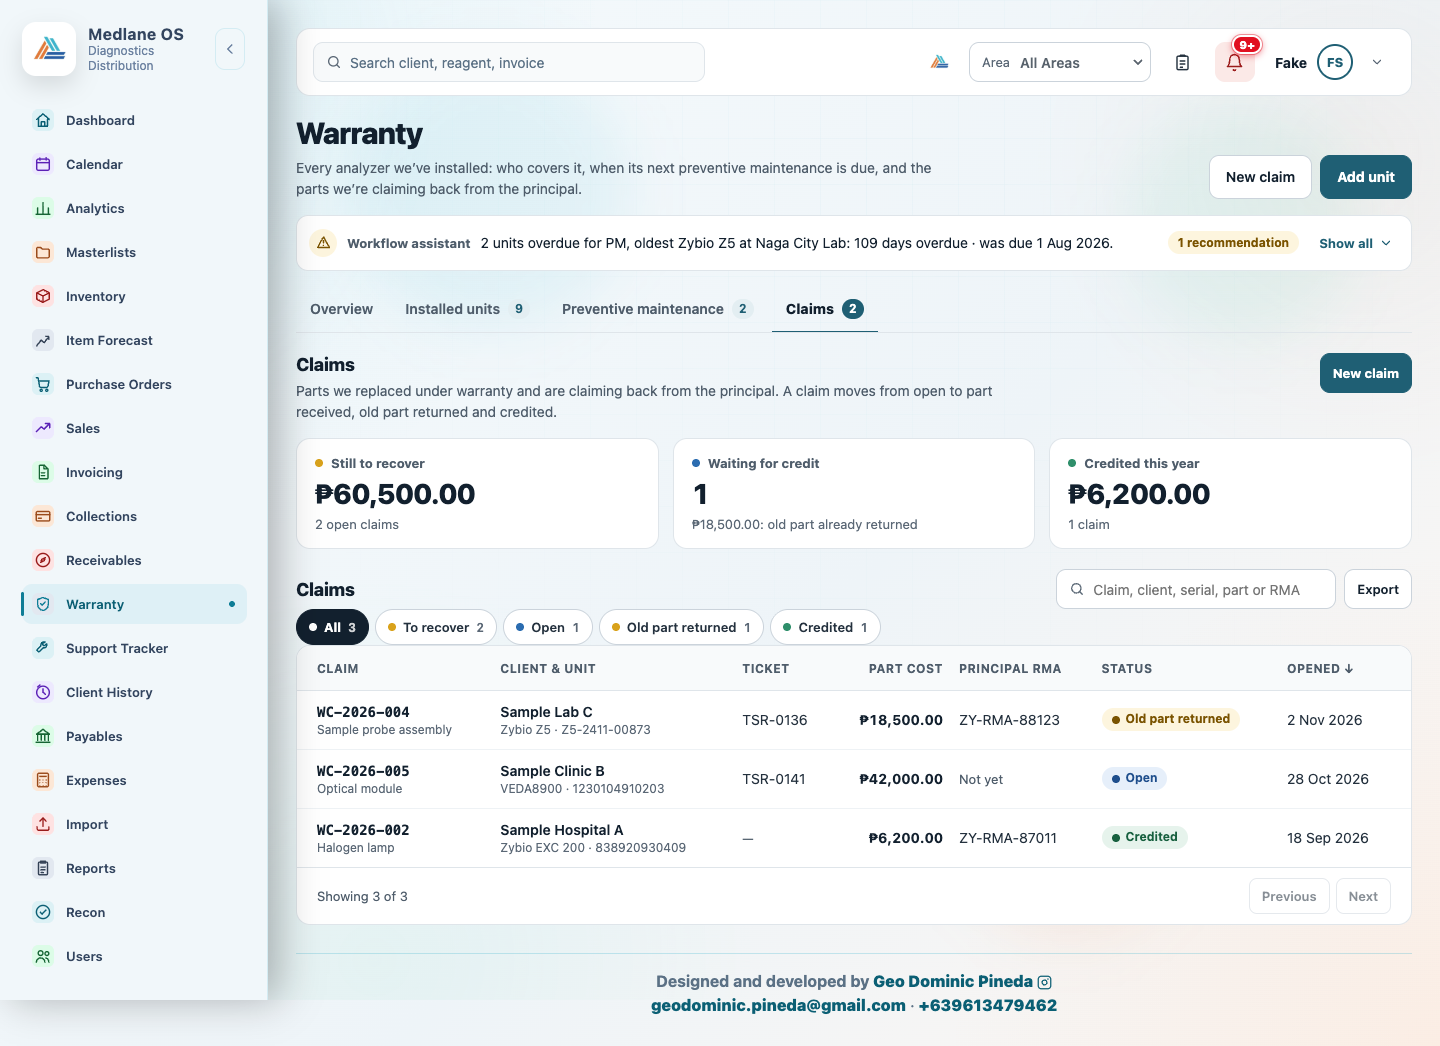 Medlane OS
Diagnostics
Distribution
Dashboard
Calendar
Analytics
Masterlists
Inventory
Item Forecast
Purchase Orders
Sales
Invoicing
Collections
Receivables
Warranty
Support Tracker
Client History
Payables
Expenses
Import
Reports
Recon
Users
Search client, reagent, invoice
Area All Areas
9+
Fake FS
Warranty
Every analyzer we’ve installed: who covers it, when its next preventive maintenance is due, and the
parts we’re claiming back from the principal.
New claim
Add unit
Workflow assistant 2 units overdue for PM, oldest Zybio Z5 at Naga City Lab: 109 days overdue · was due 1 Aug 2026. 1 recommendation Show all
Overview Installed units 9 Preventive maintenance 2 Claims 2
Claims
Parts we replaced under warranty and are claiming back from the principal. A claim moves from open to part
received, old part returned and credited.
New claim
Still to recover
₱60,500.00
2 open claims
Waiting for credit
1
₱18,500.00: old part already returned
Credited this year
₱6,200.00
1 claim
Claims
Claim, client, serial, part or RMA
Export
All 3 To recover 2 Open 1 Old part returned 1 Credited 1
CLAIM CLIENT & UNIT TICKET PART COST PRINCIPAL RMA STATUS OPENED ↓
WC-2026-004 Sample Lab C TSR-0136 ₱18,500.00 ZY-RMA-88123 Old part returned 2 Nov 2026
Sample probe assembly Zybio Z5 · Z5-2411-00873
WC-2026-005 Sample Clinic B TSR-0141 ₱42,000.00 Not yet Open 28 Oct 2026
Optical module VEDA8900 · 1230104910203
WC-2026-002 Sample Hospital A — ₱6,200.00 ZY-RMA-87011 Credited 18 Sep 2026
Halogen lamp Zybio EXC 200 · 838920930409
Showing 3 of 3
Previous Next
Designed and developed by Geo Dominic Pineda
geodominic.pineda@gmail.com · +639613479462